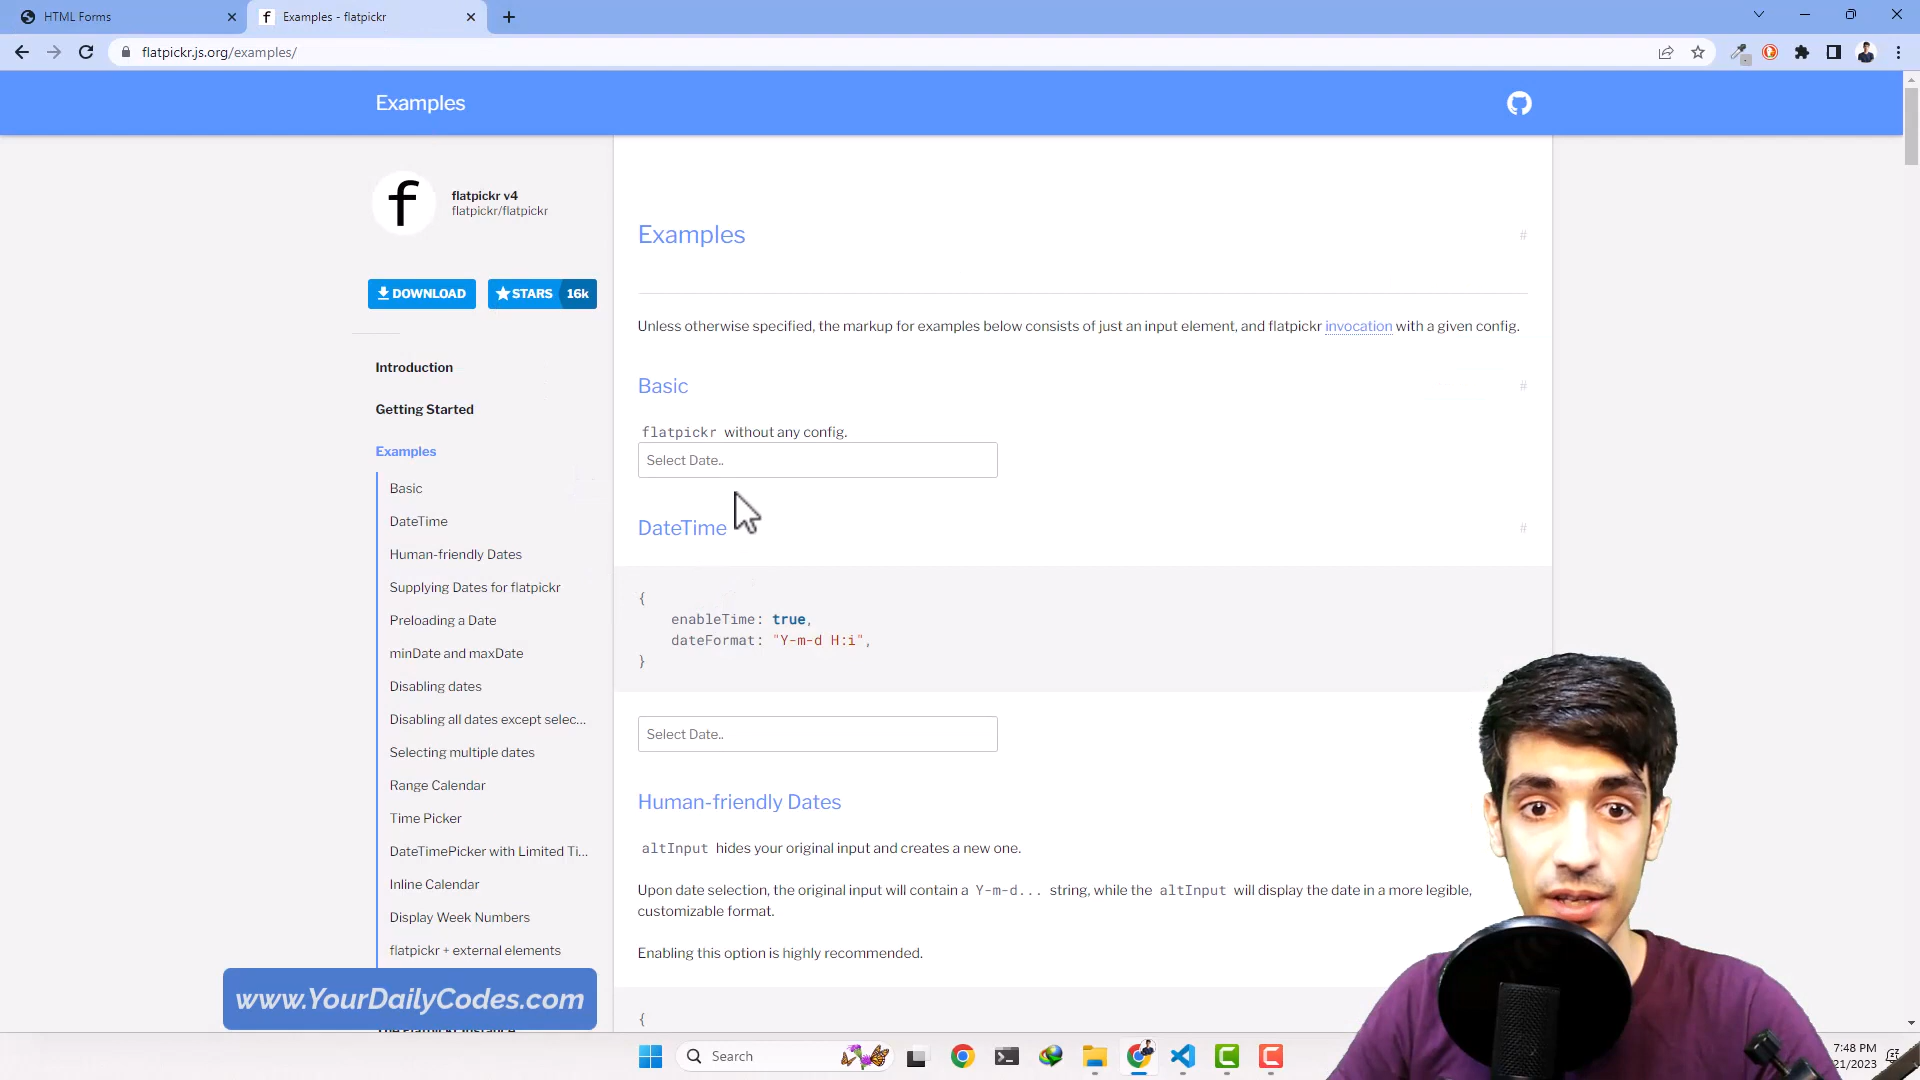 HTML Forms
Examples - flatpickr
flatpickr.js.org/examples/
Examples
flatpickr v4
flatpickr/flatpickr
DOWNLOAD
STARS 16k
Introduction
Getting Started
Examples
Basic
DateTime
Human-friendly Dates
Supplying Dates for flatpickr
Preloading a Date
minDate and maxDate
Disabling dates
Disabling all dates except selec...
Selecting multiple dates
Range Calendar
Time Picker
DateTimePicker with Limited Ti...
Inline Calendar
Display Week Numbers
flatpickr + external elements
www.YourDailyCodes.com
Examples #
Unless otherwise specified, the markup for examples below consists of just an input element, and flatpickr invocation with a given config.
Basic #
flatpickr without any config.
Select Date..
DateTime #
{
enableTime: true,
dateFormat: "Y-m-d H:i",
}
Select Date..
Human-friendly Dates
altInput hides your original input and creates a new one.
Upon date selection, the original input will contain a Y-m-d... string, while the altInput will display the date in a more legible,
customizable format.
Enabling this option is highly recommended.
{
Search
7:48 PM
21/2023